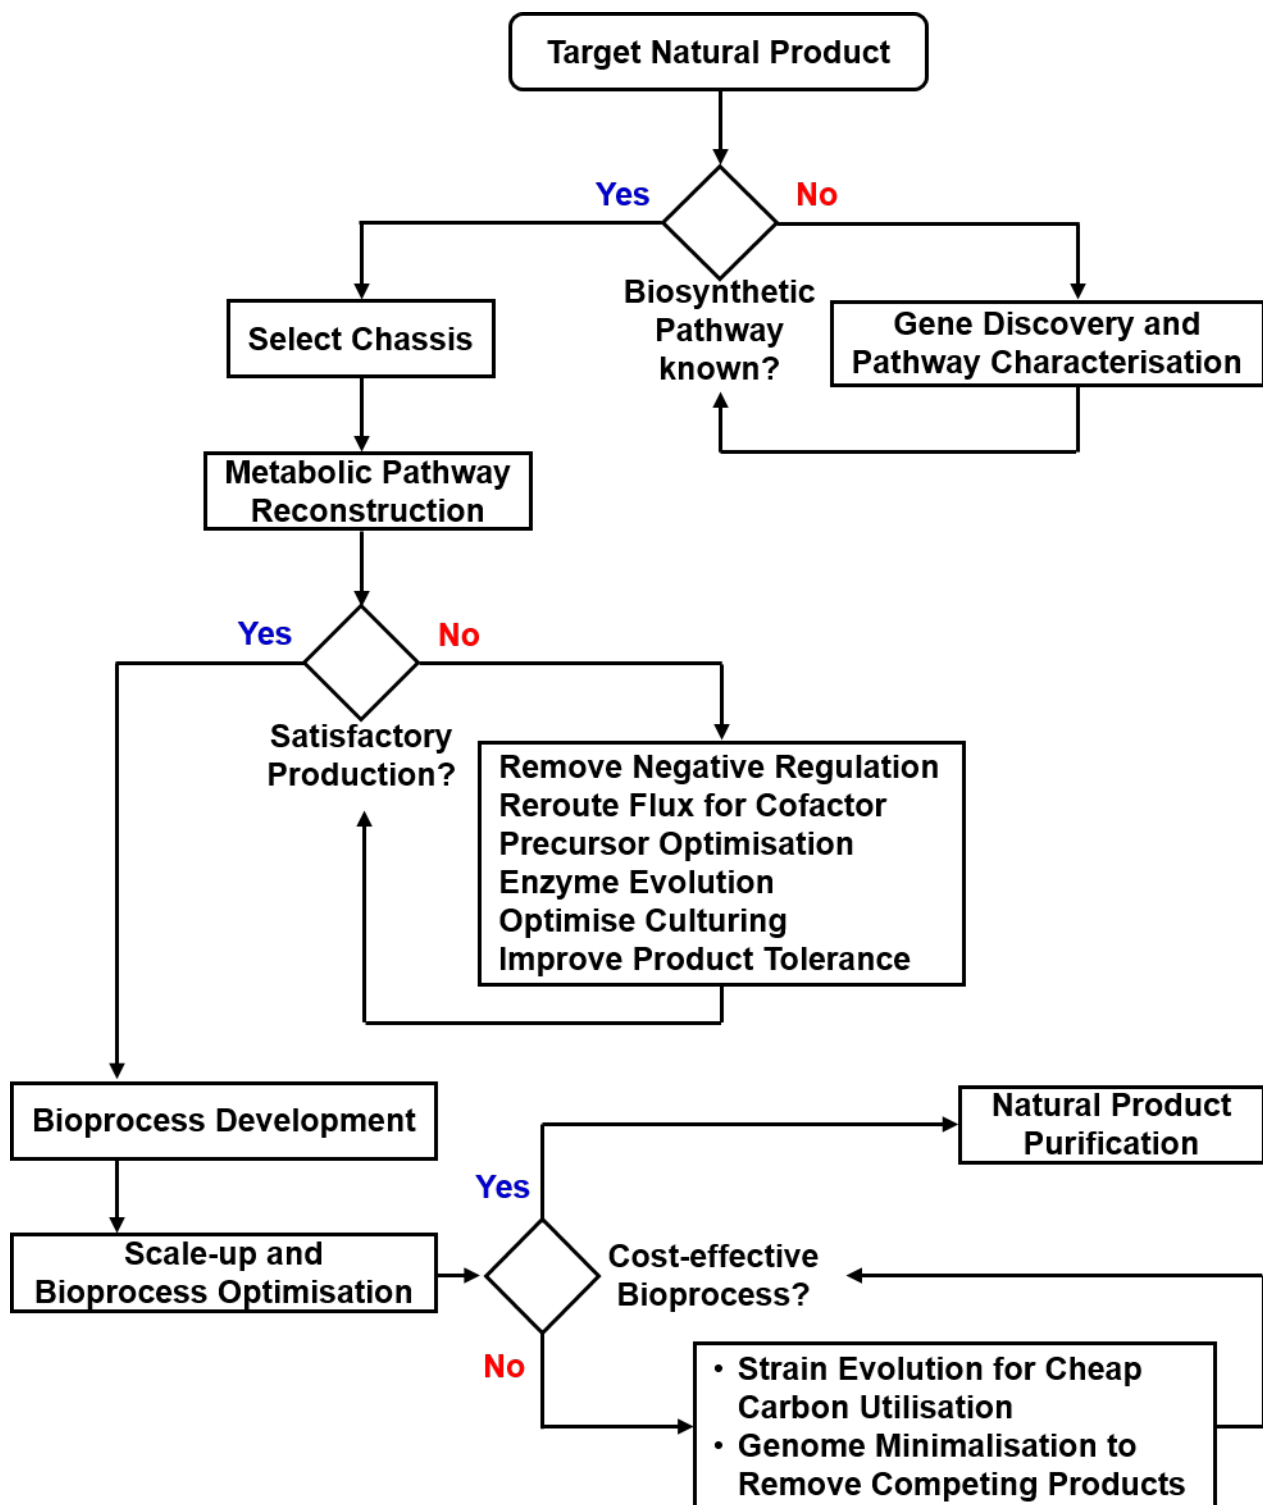 Target Natural Product
Yes
No
Biosynthetic
Pathway
known?
Select Chassis
Gene Discovery and
Pathway Characterisation
Metabolic Pathway
Reconstruction
Yes
No
Satisfactory
Production?
Remove Negative Regulation
Reroute Flux for Cofactor
Precursor Optimisation
Enzyme Evolution
Optimise Culturing
Improve Product Tolerance
Bioprocess Development
Natural Product
Purification
Scale-up and
Bioprocess Optimisation
Yes
Cost-effective
Bioprocess?
No
• Strain Evolution for Cheap
Carbon Utilisation
• Genome Minimalisation to
Remove Competing Products